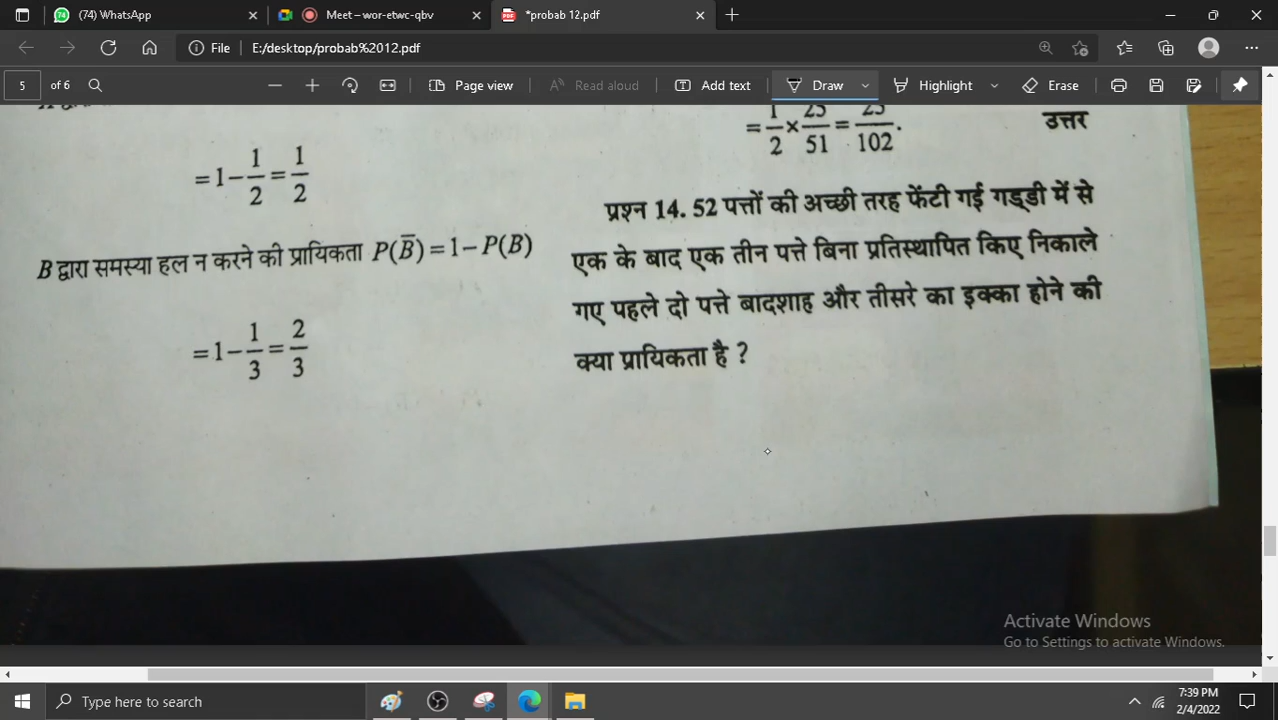 (74) WhatsApp
Meet – wor-etwc-qbv
*probab 12.pdf
File
E:/desktop/probab%2012.pdf
5
of 6
Page view
Read aloud
Add text
Draw
Highlight
Erase
= 1 − 1/2 = 1/2
B द्वारा समस्या हल न करने की प्रायिकता P(B̅) = 1 − P(B)
= 1 − 1/3 = 2/3
= 1/2 × 25/51 = 25/102.
उत्तर
प्रश्न 14. 52 पत्तों की अच्छी तरह फेंटी गई गड्डी में से
एक के बाद एक तीन पत्ते बिना प्रतिस्थापित किए निकाले
गए पहले दो पत्ते बादशाह और तीसरे का इक्का होने की
क्या प्रायिकता है ?
Activate Windows
Go to Settings to activate Windows.
Type here to search
7:39 PM
2/4/2022